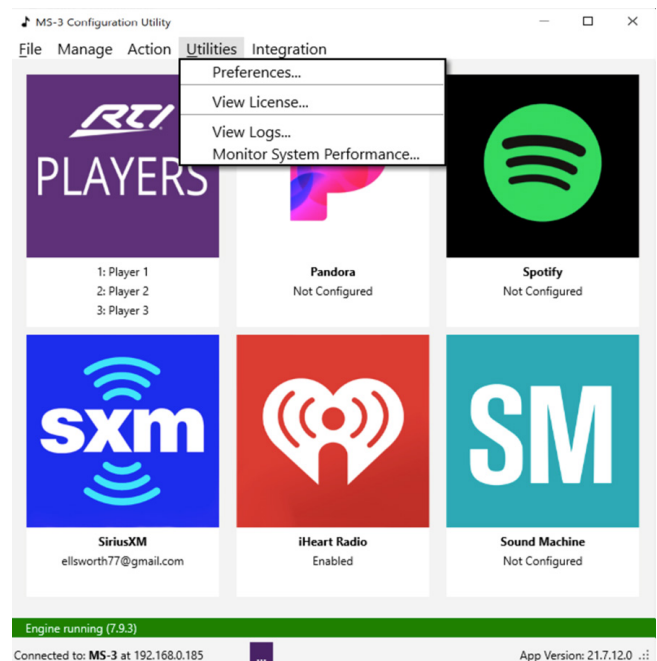 MS-3 Configuration Utility
File Manage Action Utilities Integration
Preferences...
View License...
View Logs...
Monitor System Performance...
RTI
PLAYERS
1: Player 1
2: Player 2
3: Player 3
Pandora
Not Configured
Spotify
Not Configured
sxm
SM
SiriusXM
ellsworth77@gmail.com
iHeart Radio
Enabled
Sound Machine
Not Configured
Engine running (7.9.3)
Connected to: MS-3 at 192.168.0.185
...
App Version: 21.7.12.0